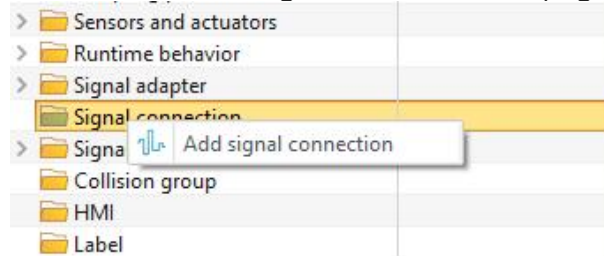 Sensors and actuators
Runtime behavior
Signal adapter
Signal connection
Signa
Add signal connection
Collision group
HMI
Label